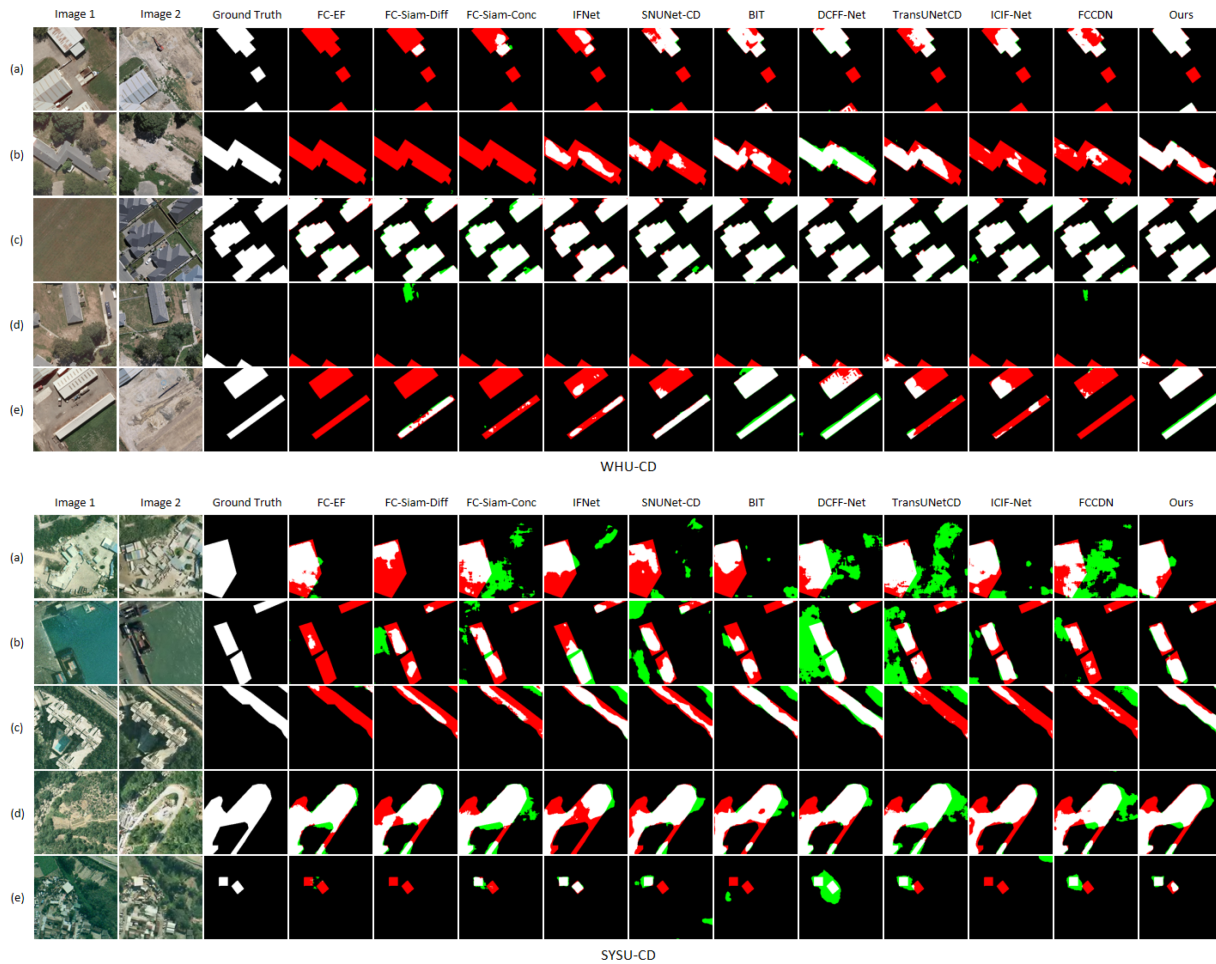 Image 1 Image 2 Ground Truth FC-EF FC-Siam-Diff FC-Siam-Conc IFNet SNUNet-CD BIT DCFF-Net TransUNetCD ICIF-Net FCCDN Ours
(a)
(b)
(c)
(d)
(e)
WHU-CD
Image 1 Image 2 Ground Truth FC-EF FC-Siam-Diff FC-Siam-Conc IFNet SNUNet-CD BIT DCFF-Net TransUNetCD ICIF-Net FCCDN Ours
(a)
(b)
(c)
(d)
(e)
SYSU-CD